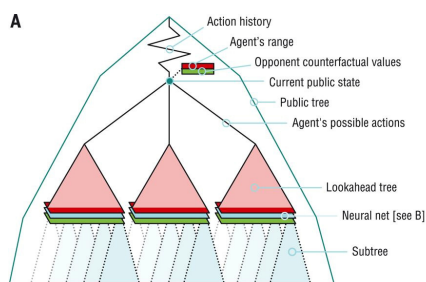 A
Action history
Agent's range
Opponent counterfactual values
Current public state
Public tree
Agent's possible actions
Lookahead tree
Neural net [see B]
Subtree